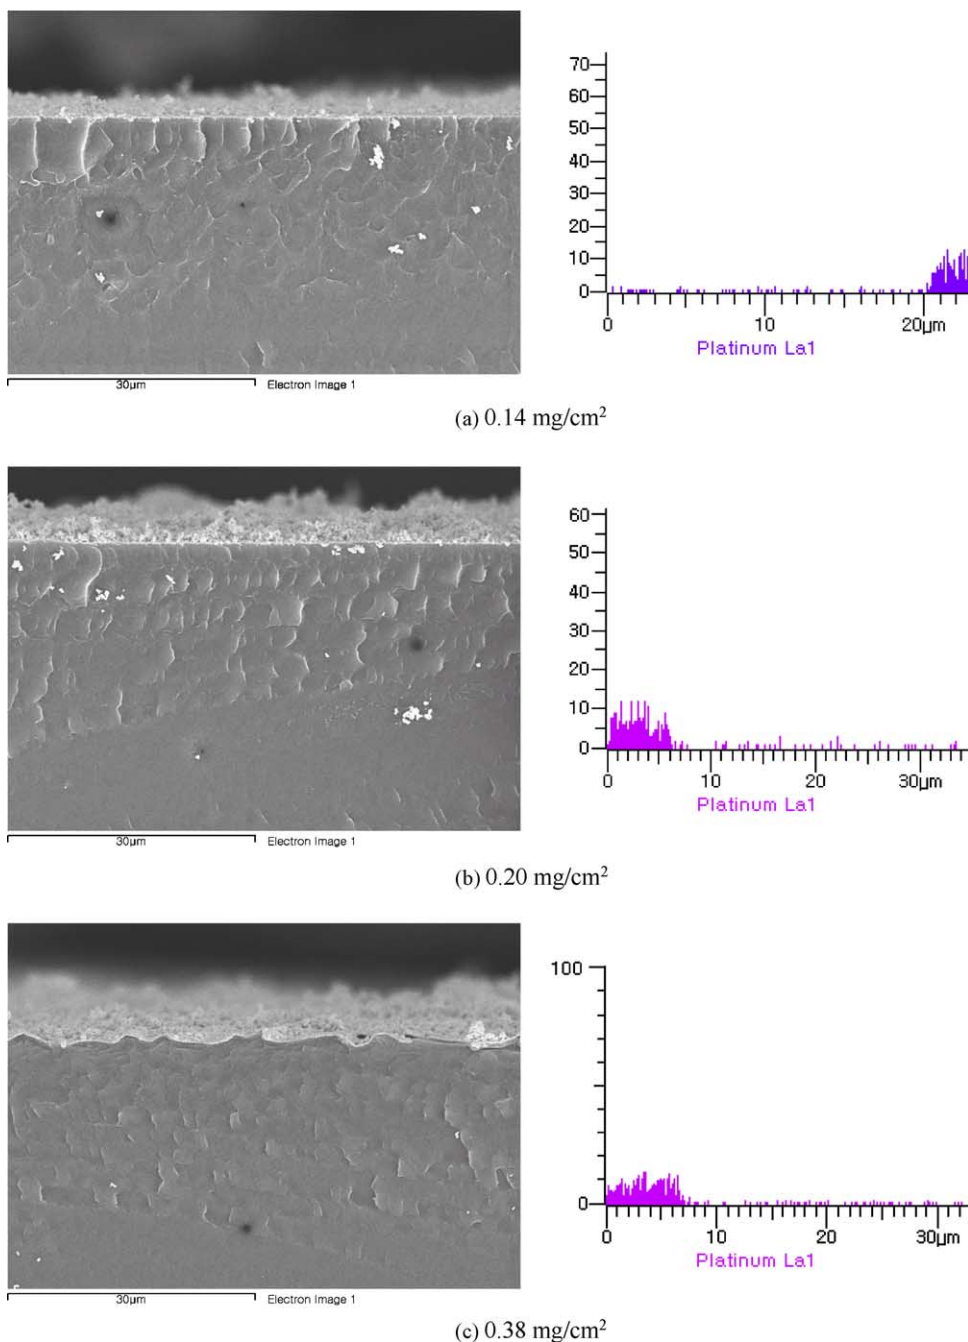 70
60
50
40
30
20
10
0
0 10 20µm
Platinum La1
30µm Electron Image 1
(a) 0.14 mg/cm²
60
50
40
30
20
10
0
0 10 20 30µm
Platinum La1
30µm Electron Image 1
(b) 0.20 mg/cm²
100
0
0 10 20 30µm
Platinum La1
30µm Electron Image 1
(c) 0.38 mg/cm²